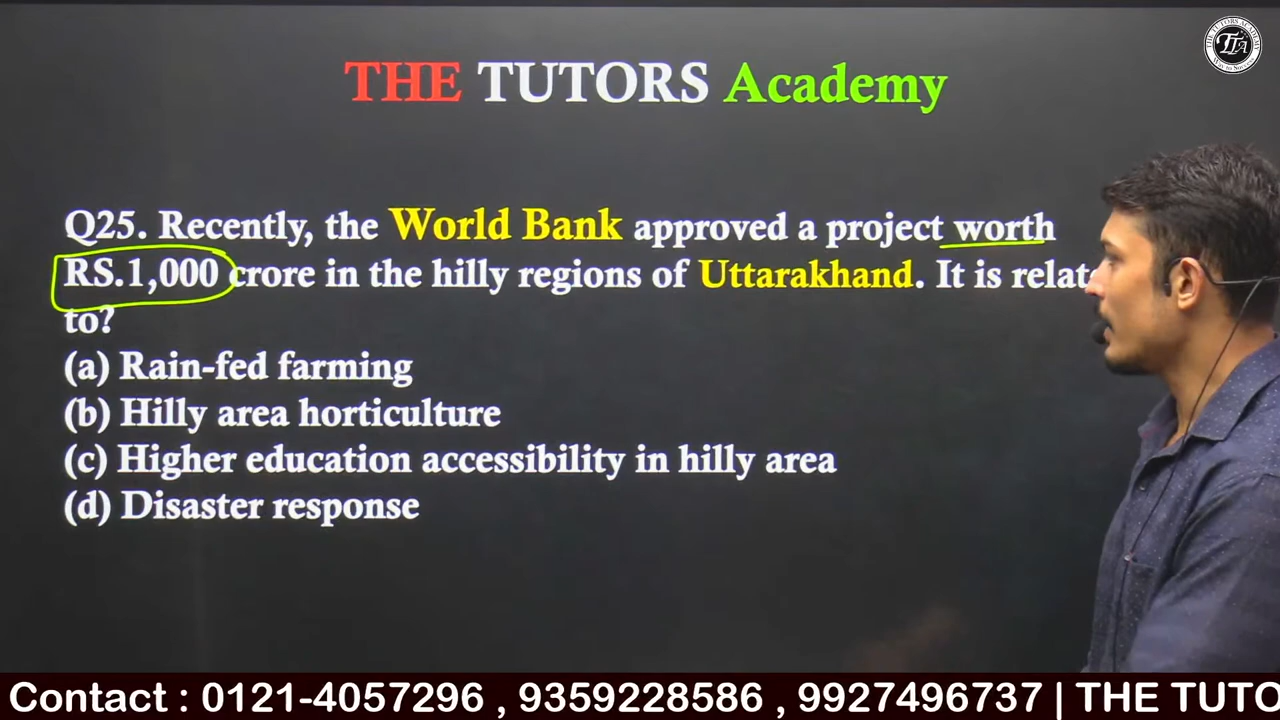 THE TUTORS Academy
Q25. Recently, the World Bank approved a project worth
RS.1,000 crore in the hilly regions of Uttarakhand. It is relat
to?
(a) Rain-fed farming
(b) Hilly area horticulture
(c) Higher education accessibility in hilly area
(d) Disaster response
Contact : 0121-4057296 , 9359228586 , 9927496737 | THE TUTO